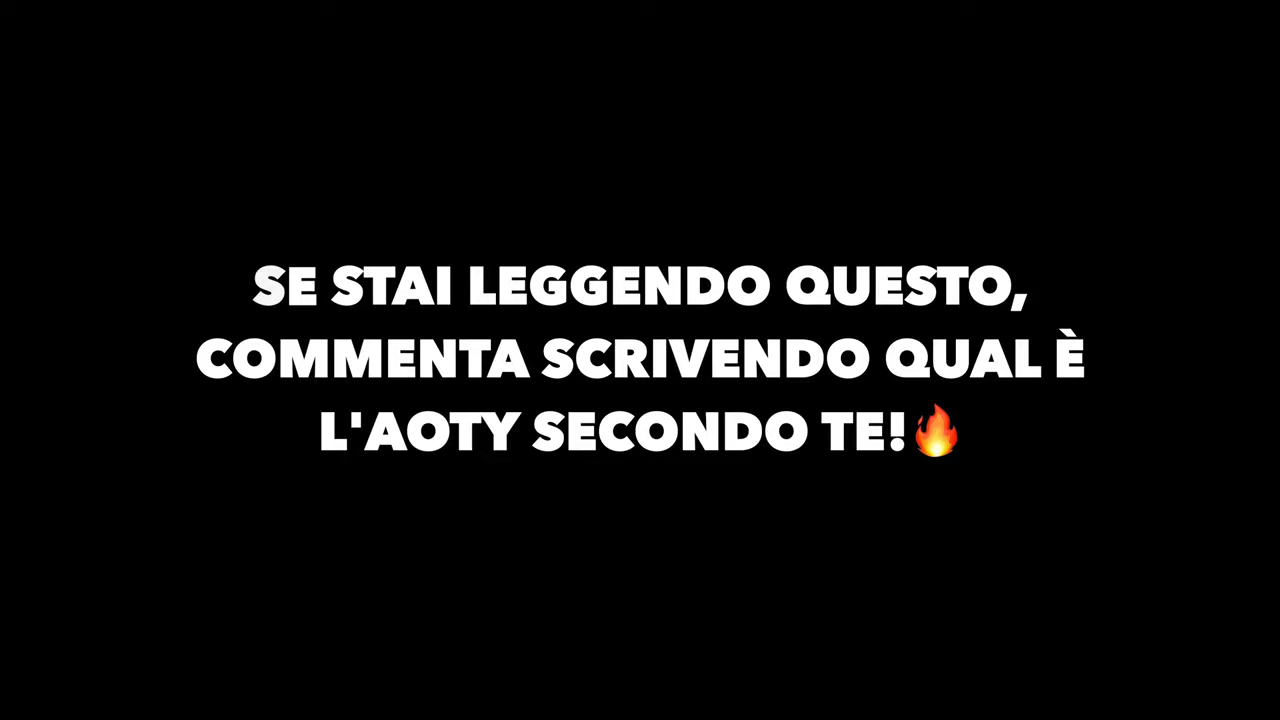 SE STAI LEGGENDO QUESTO,
COMMENTA SCRIVENDO QUAL È
L'AOTY SECONDO TE!🔥